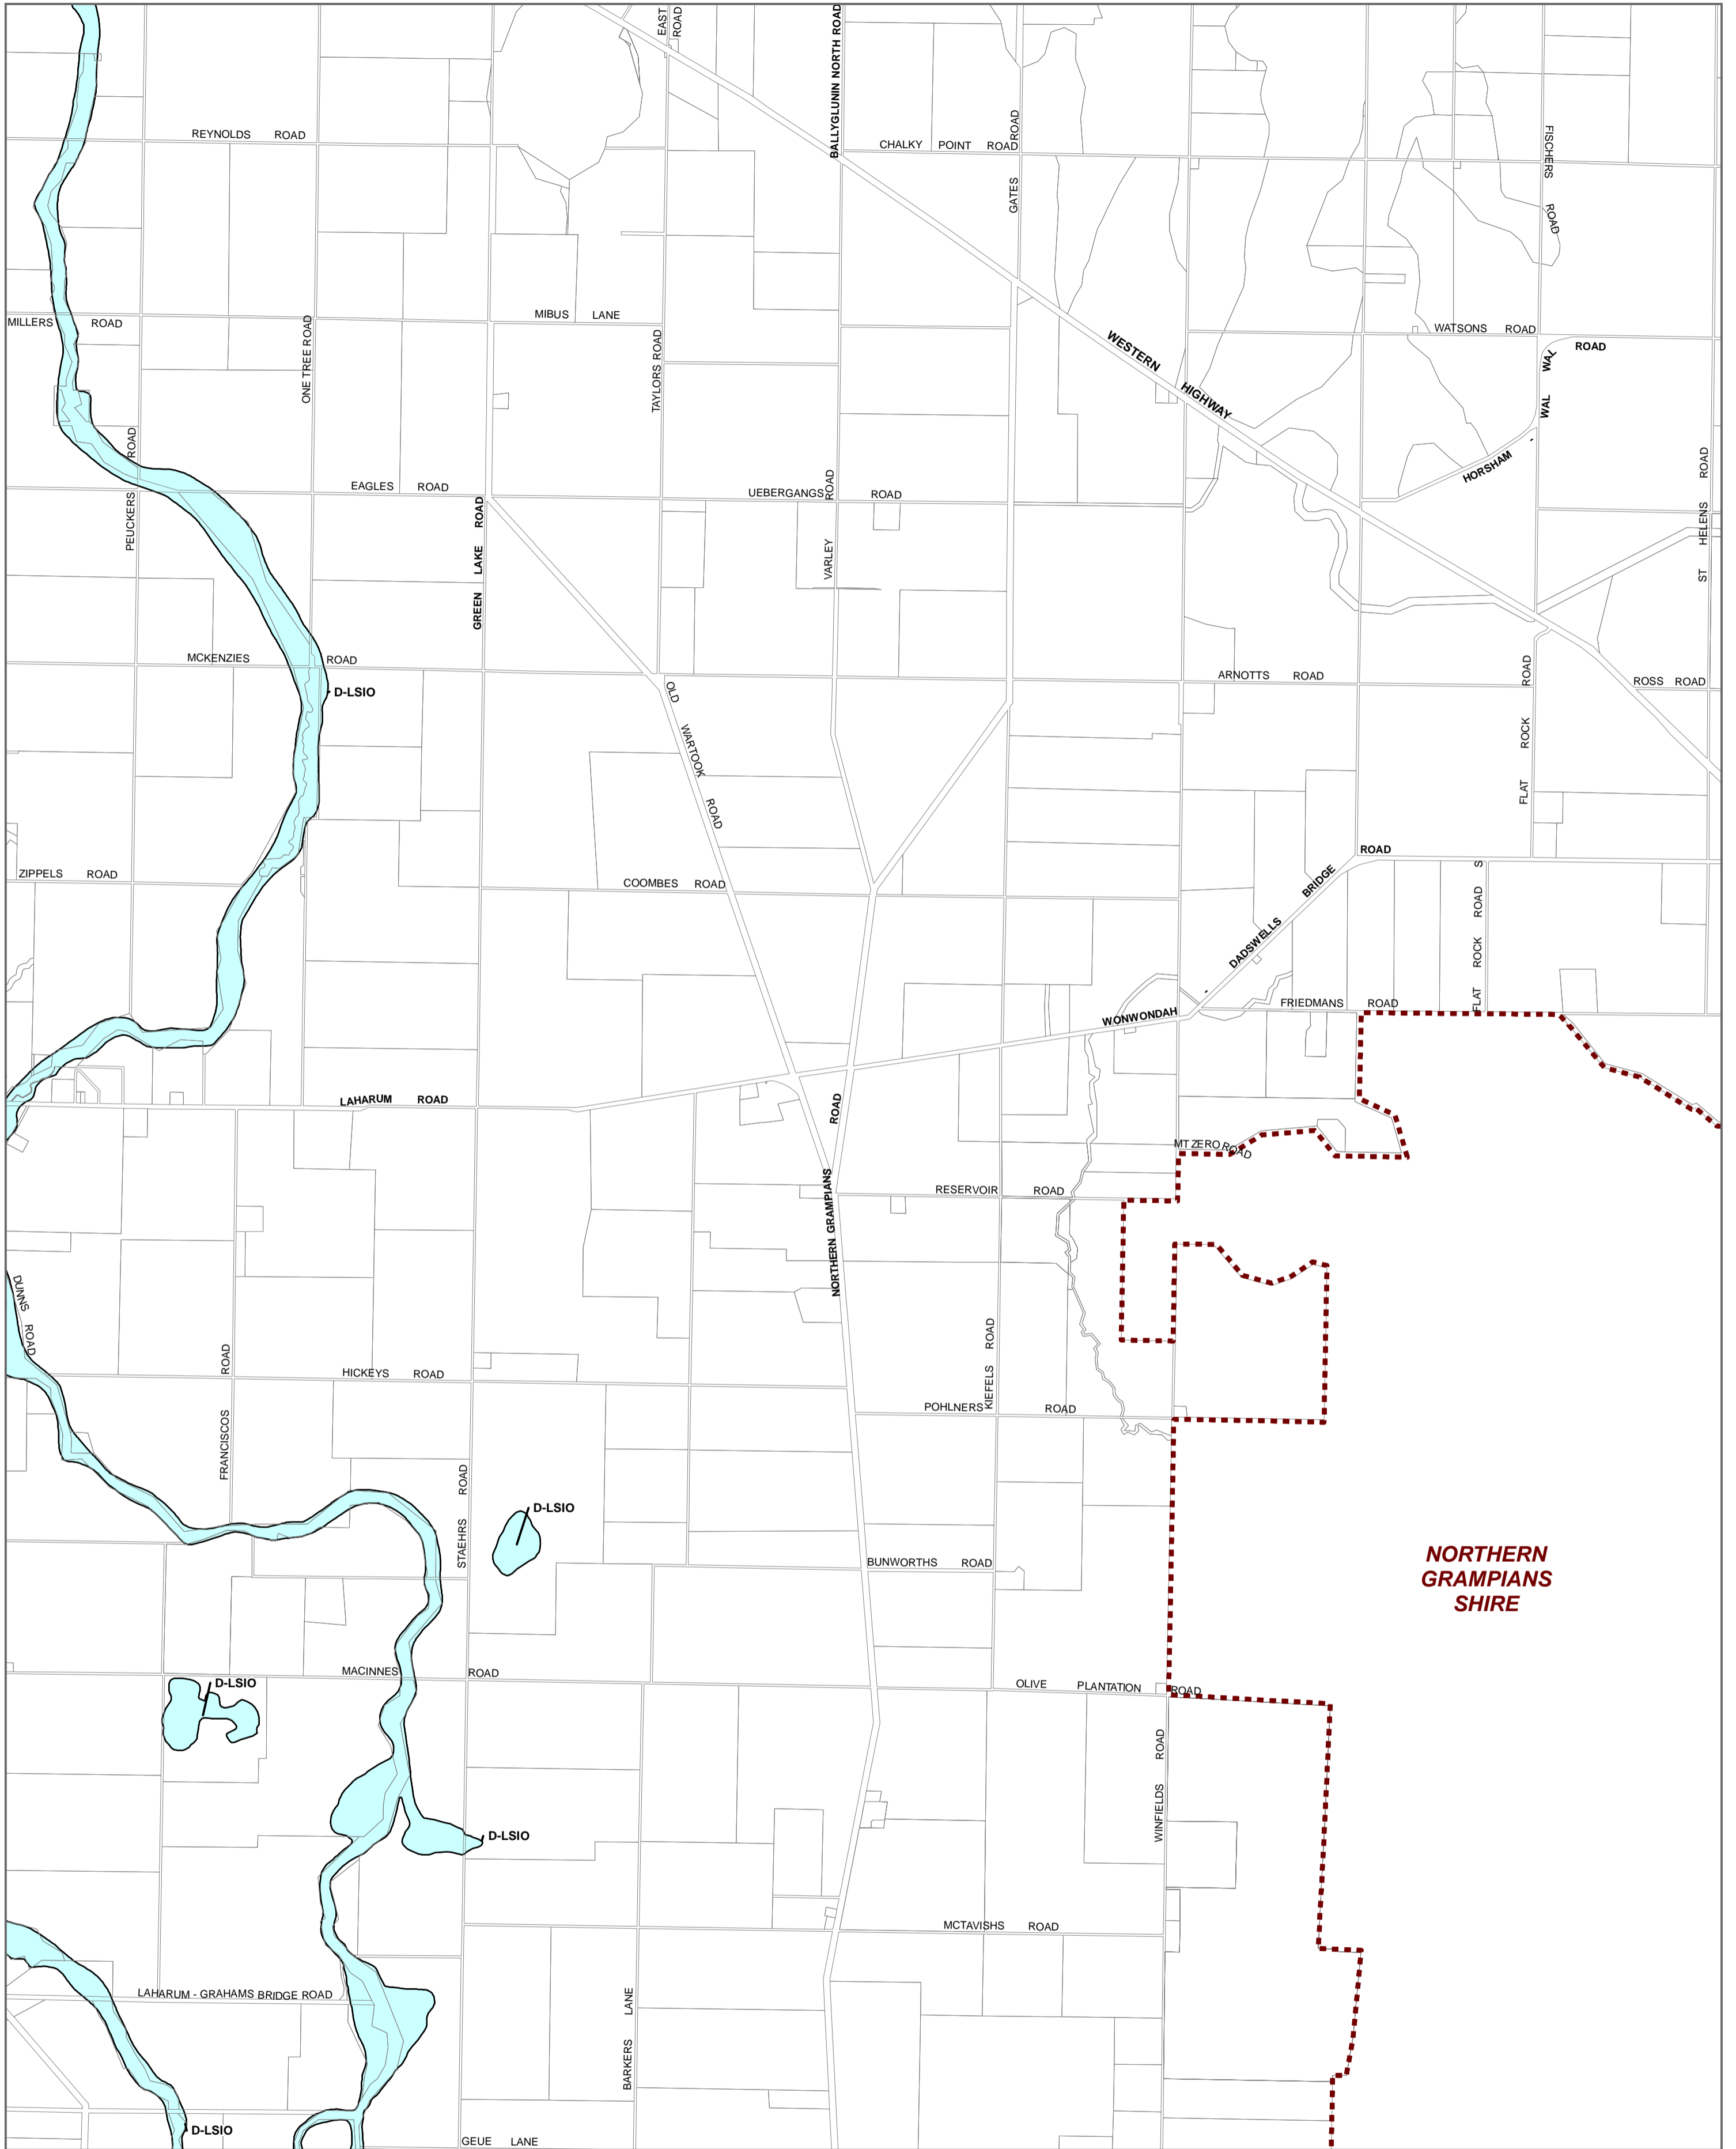 EAST ROAD
BALLYGLUNIN NORTH ROAD
REYNOLDS ROAD
CHALKY POINT ROAD
GATES ROAD
FISCHERS ROAD
MILLERS ROAD
MIBUS LANE
ONE TREE ROAD
TAYLORS ROAD
WESTERN HIGHWAY
WATSONS ROAD
HORSHAM - WAL WAL ROAD
PEUCKERS ROAD
EAGLES ROAD
GREEN LAKE ROAD
UEBERGANGS ROAD
VARLEY ROAD
ST HELENS ROAD
MCKENZIES ROAD
D-LSIO
OLD WARTOOK ROAD
ARNOTTS ROAD
FLAT ROCK ROAD
ROSS ROAD
ZIPPELS ROAD
COOMBES ROAD
WONWONDAH - DADSWELLS BRIDGE ROAD
FLAT ROCK ROAD S
FRIEDMANS ROAD
LAHARUM ROAD
NORTHERN GRAMPIANS ROAD
MT ZERO ROAD
RESERVOIR ROAD
DUNNS ROAD
FRANCISCOS ROAD
HICKEYS ROAD
KIEFELS ROAD
POHLNERS ROAD
STAEHRS ROAD
D-LSIO
BUNWORTHS ROAD
NORTHERN
GRAMPIANS
SHIRE
MACINNES ROAD
D-LSIO
OLIVE PLANTATION ROAD
WINFIELDS ROAD
D-LSIO
MCTAVISHS ROAD
LAHARUM - GRAHAMS BRIDGE ROAD
BARKERS LANE
D-LSIO
GEUE LANE